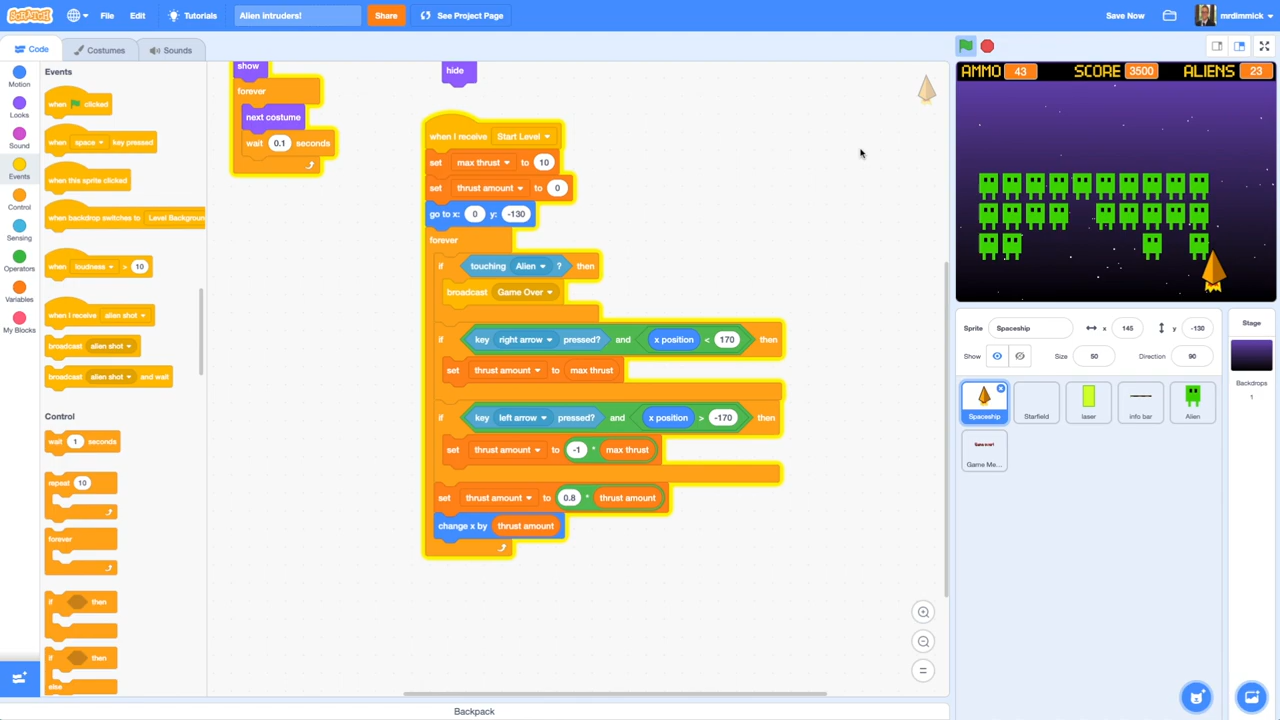 SCRATCH File Edit Tutorials Alien intruders! Share See Project Page Save Now mrdimmick
Code Costumes Sounds
Motion
Looks
Sound
Events
Control
Sensing
Operators
Variables
My Blocks
Events
when clicked
when space key pressed
when this sprite clicked
when backdrop switches to Level Backgroun
when loudness > 10
when I receive alien shot
broadcast alien shot
broadcast alien shot and wait
Control
wait 1 seconds
repeat 10
forever
if then
if then
else
show
forever
next costume
wait 0.1 seconds
hide
when I receive Start Level
set max thrust to 10
set thrust amount to 0
go to x: 0 y: -130
forever
if touching Alien ? then
broadcast Game Over
if key right arrow pressed? and x position < 170 then
set thrust amount to max thrust
if key left arrow pressed? and x position > -170 then
set thrust amount to -1 * max thrust
set thrust amount to 0.8 * thrust amount
change x by thrust amount
Backpack
AMMO 43 SCORE 3500 ALIENS 23
Sprite Spaceship x 145 y -130
Show Size 50 Direction 90
Spaceship Starfield laser info bar Alien
Game Me...
Stage
Backdrops
1